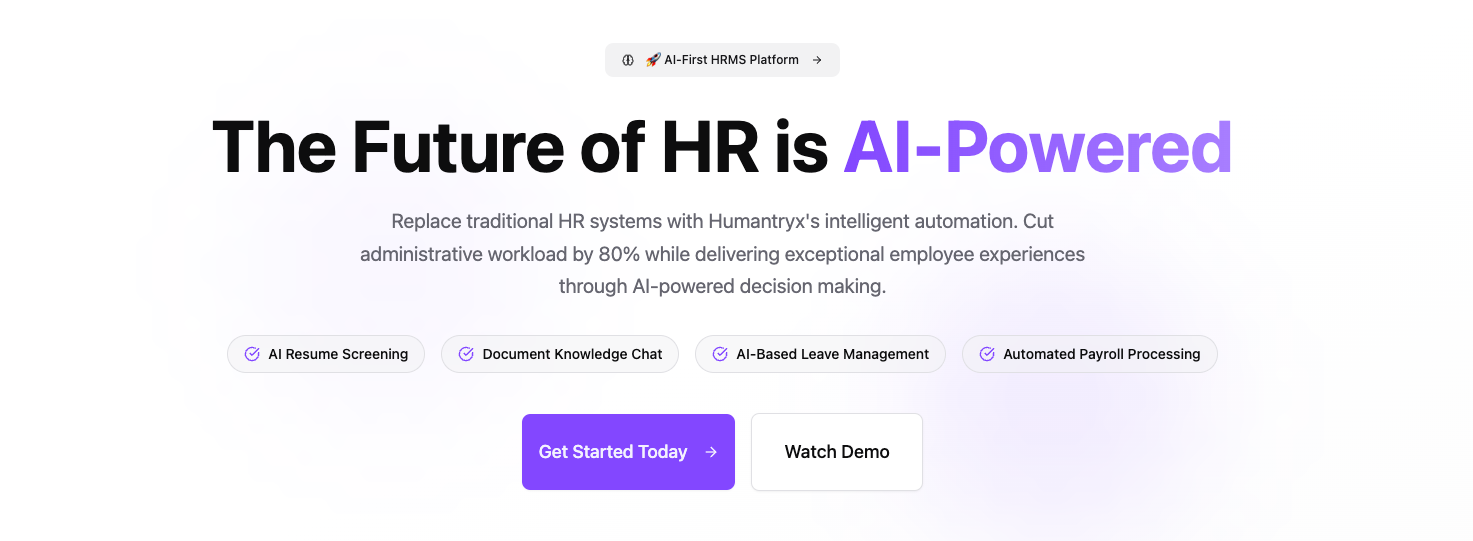 🚀 AI-First HRMS Platform →
The Future of HR is AI-Powered
Replace traditional HR systems with Humantryx's intelligent automation. Cut
administrative workload by 80% while delivering exceptional employee experiences
through AI-powered decision making.
AI Resume Screening
Document Knowledge Chat
AI-Based Leave Management
Automated Payroll Processing
Get Started Today →
Watch Demo